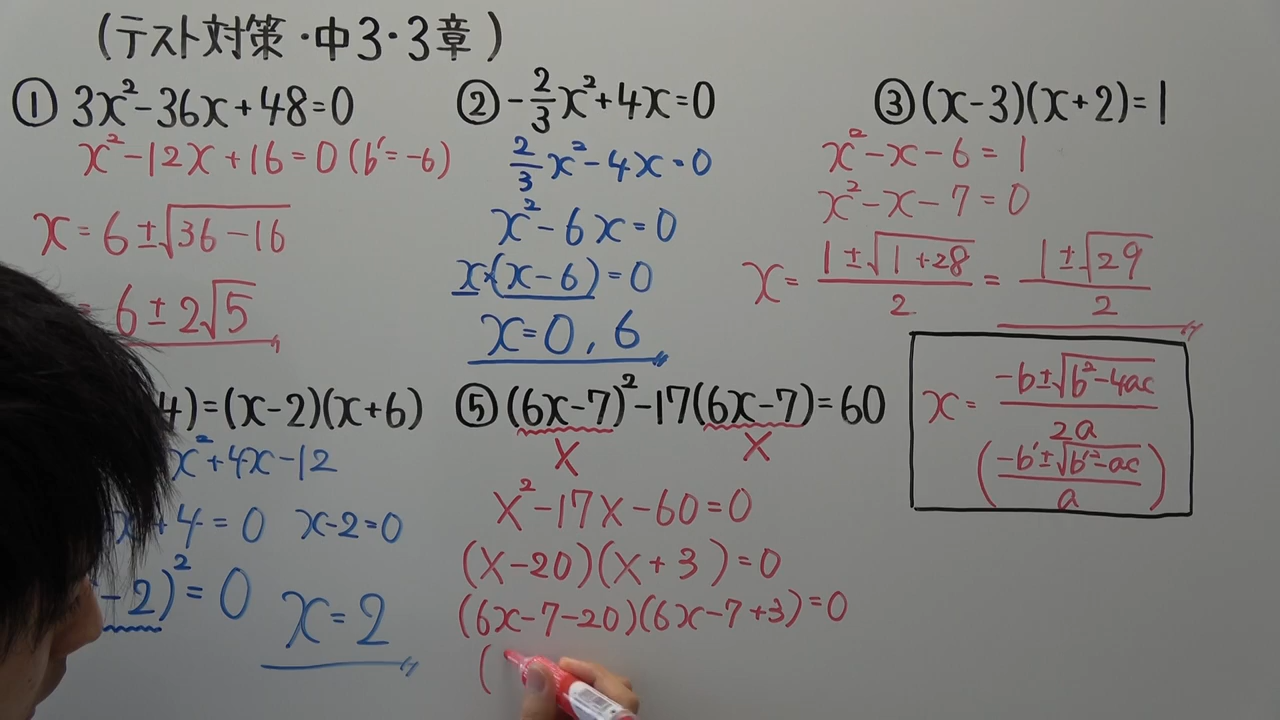 (テスト対策・中3・3章)
① 3x²-36x+48=0
x²-12x+16=0(b'=-6)
x=6±√36-16
6±2√5
② -2/3x²+4x=0
2/3x²-4x=0
x²-6x=0
x×(x-6)=0
x=0,6
③ (x-3)(x+2)=1
x²-x-6=1
x²-x-7=0
x=1±√1+28/2=1±√29/2
x=-b±√b²-4ac/2a
(-b'±√b'²-ac/a)
4)=(x-2)(x+6)
x²+4x-12
x+4=0 x-2=0
-2)²=0 x=2
⑤ (6x-7)²-17(6x-7)=60
X X
X²-17X-60=0
(X-20)(X+3)=0
(6x-7-20)(6x-7+3)=0
(